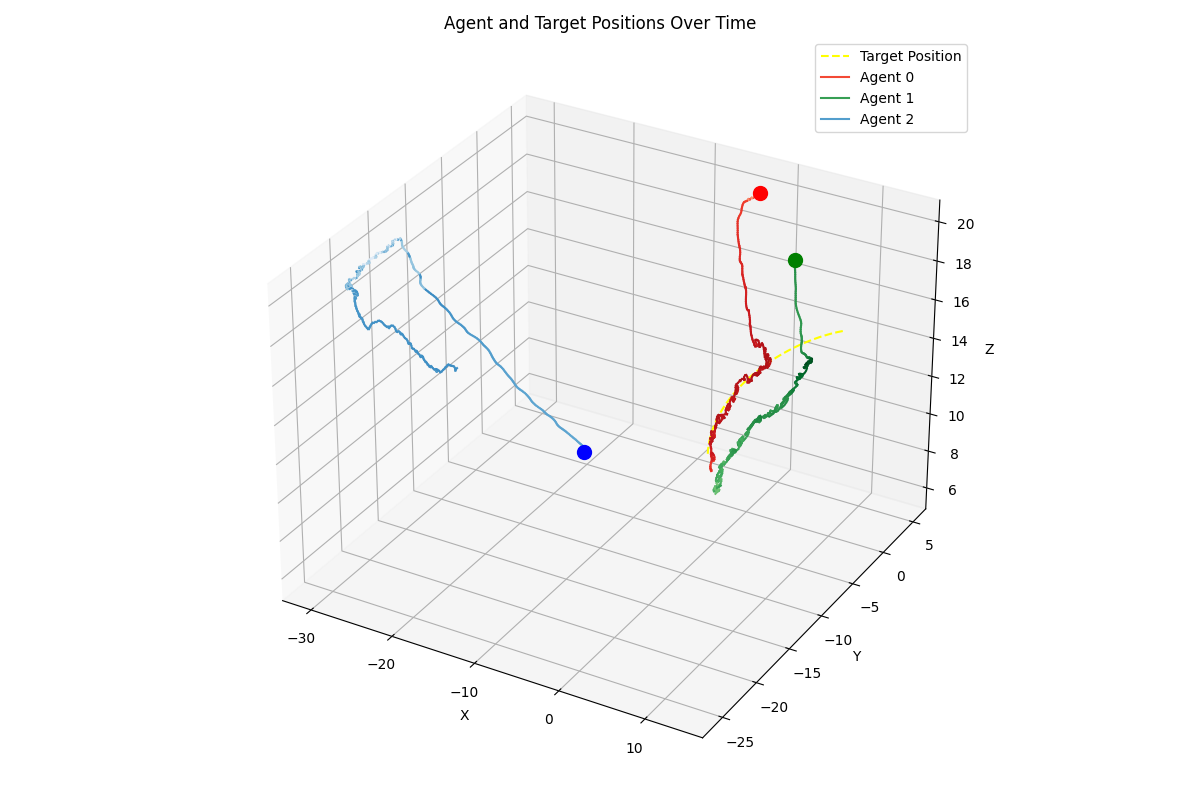 Agent and Target Positions Over Time
Target Position
Agent 0
Agent 1
Agent 2
20
18
16
14
12
10
8
6
Z
5
0
−5
−10
−15
−20
−25
Y
−30
−20
−10
0
10
X